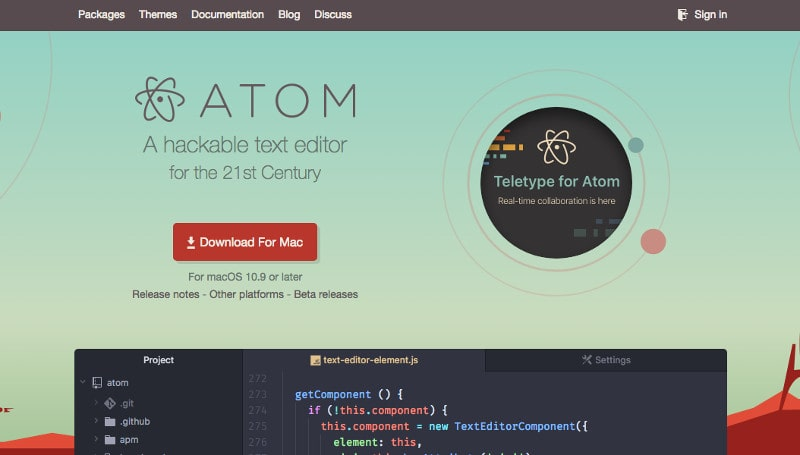 Packages Themes Documentation Blog Discuss Sign in
ATOM
A hackable text editor
for the 21st Century
Teletype for Atom
Real-time collaboration is here
Download For Mac
For macOS 10.9 or later
Release notes - Other platforms - Beta releases
Project text-editor-element.js Settings
atom
.git
.github
apm
272
273 getComponent () {
274 if (!this.component) {
275 this.component = new TextEditorComponent({
276 element: this,